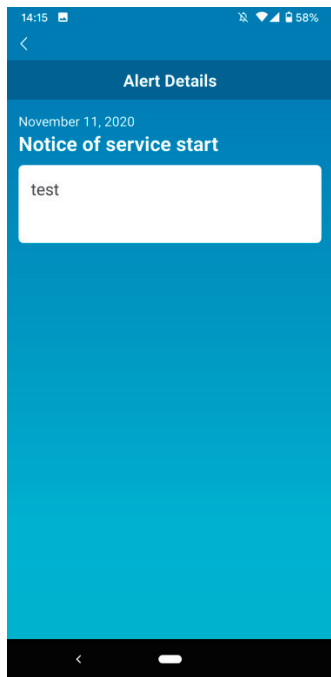 14:15 58%
Alert Details
November 11, 2020
Notice of service start
test